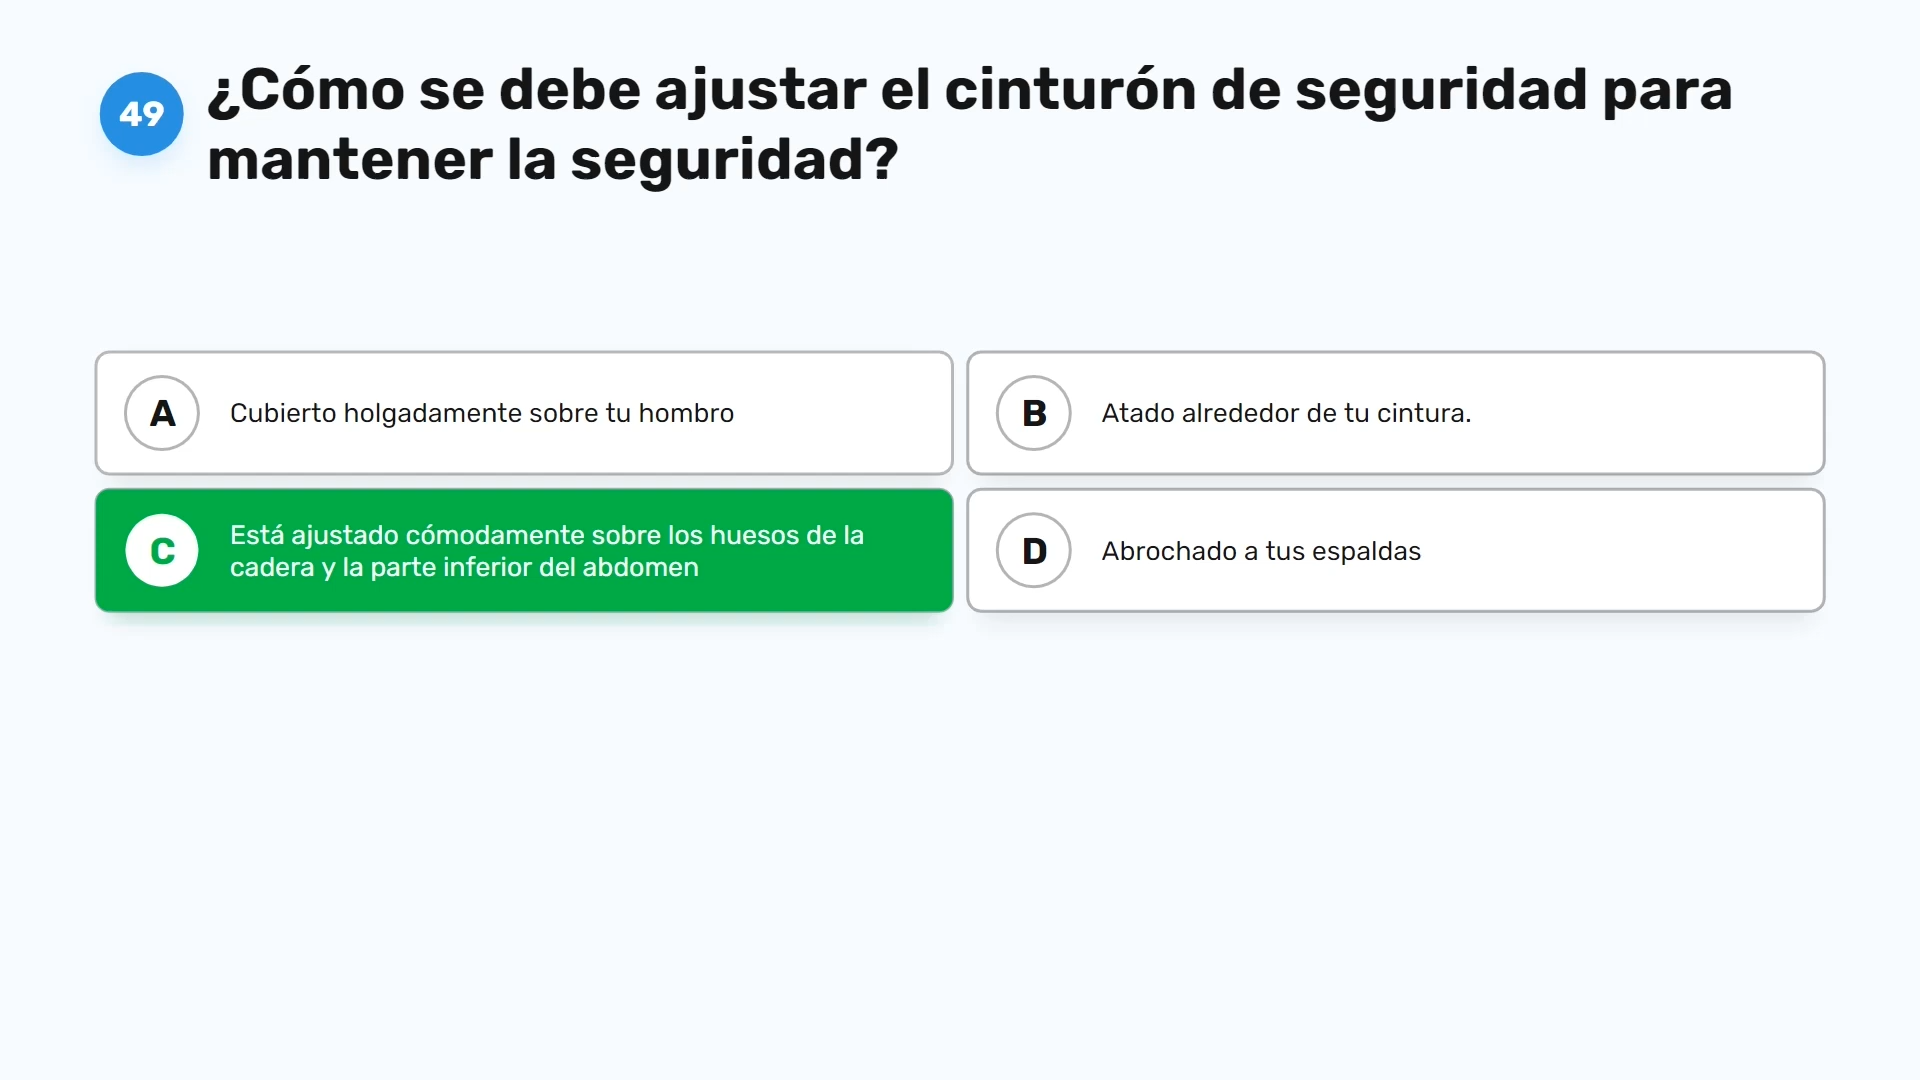 49
¿Cómo se debe ajustar el cinturón de seguridad para
mantener la seguridad?
A
Cubierto holgadamente sobre tu hombro
B
Atado alrededor de tu cintura.
C
Está ajustado cómodamente sobre los huesos de la
cadera y la parte inferior del abdomen
D
Abrochado a tus espaldas